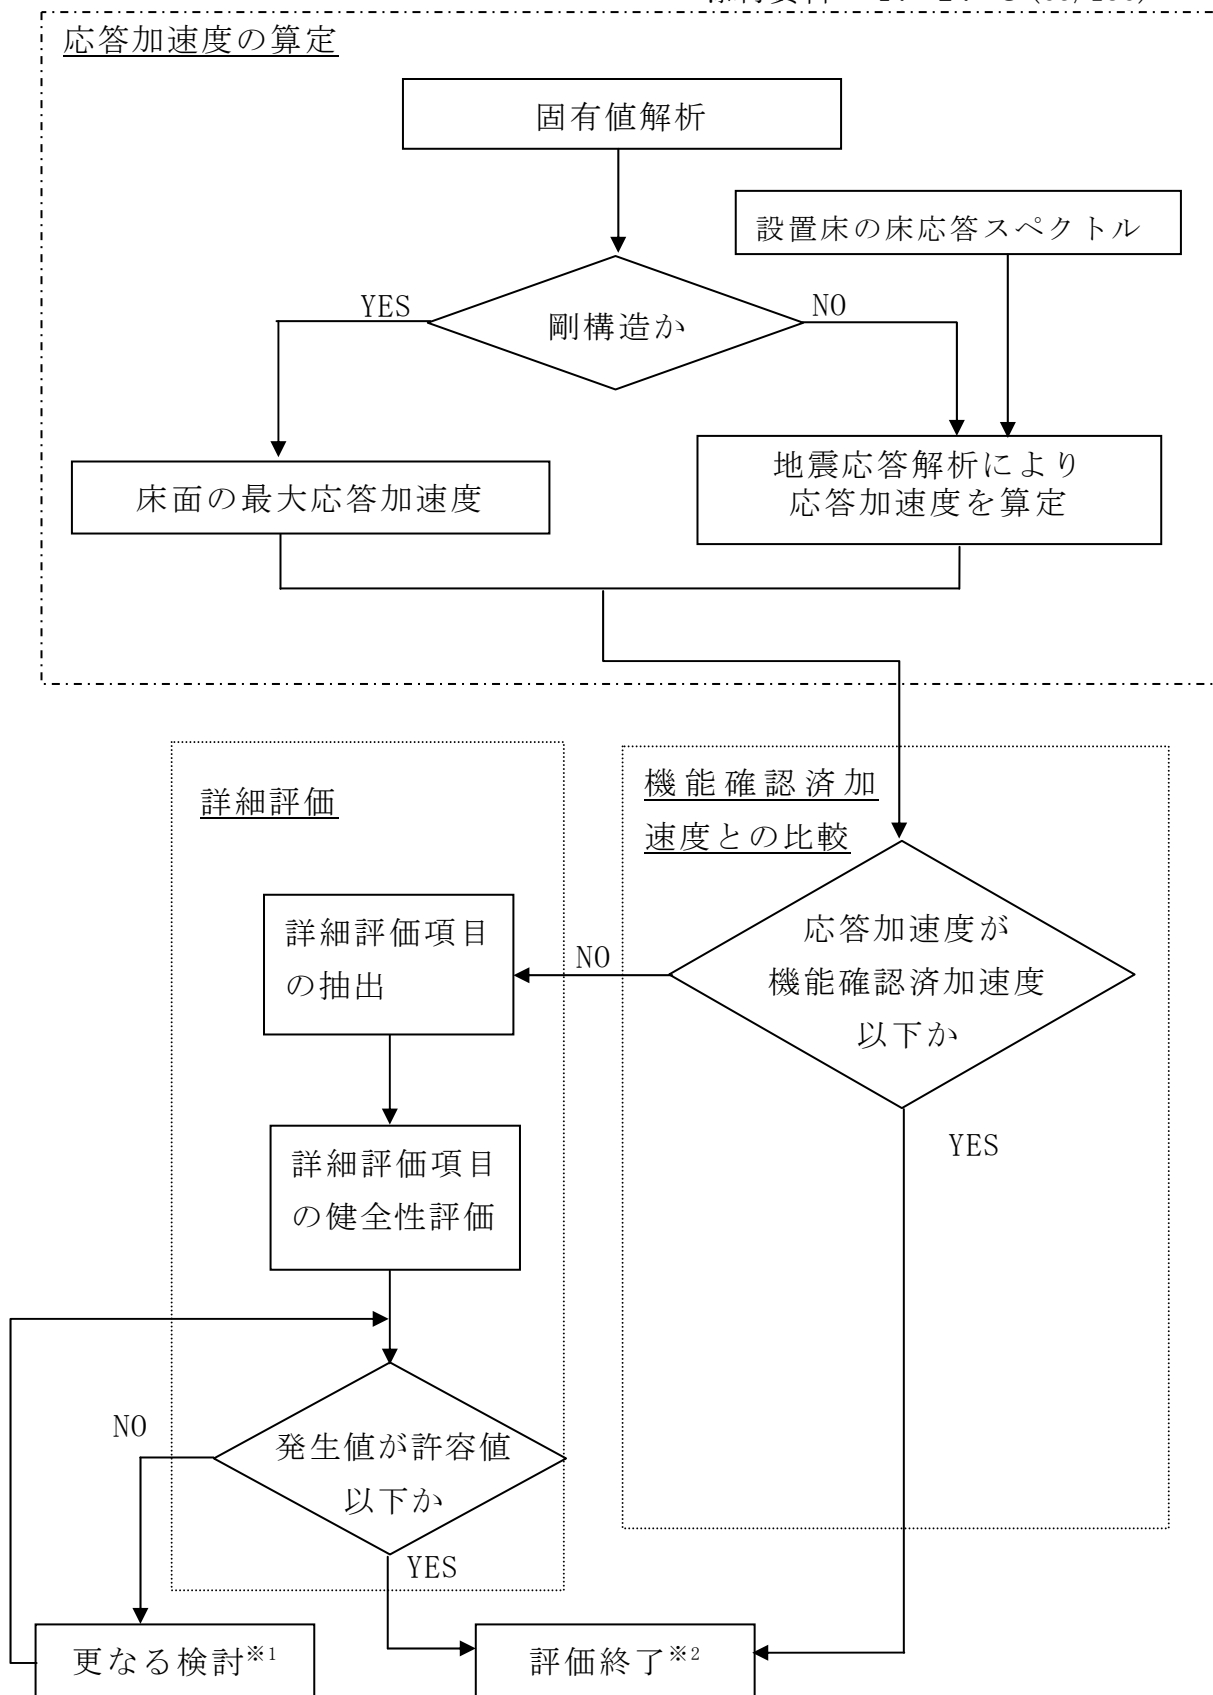 応答加速度の算定
固有値解析
設置床の床応答スペクトル
YES
剛構造か
NO
床面の最大応答加速度
地震応答解析により
応答加速度を算定
詳細評価
機能確認済加
速度との比較
詳細評価項目
の抽出
NO
応答加速度が
機能確認済加速度
以下か
YES
詳細評価項目
の健全性評価
NO
発生値が許容値
以下か
YES
更なる検討※1
評価終了※2